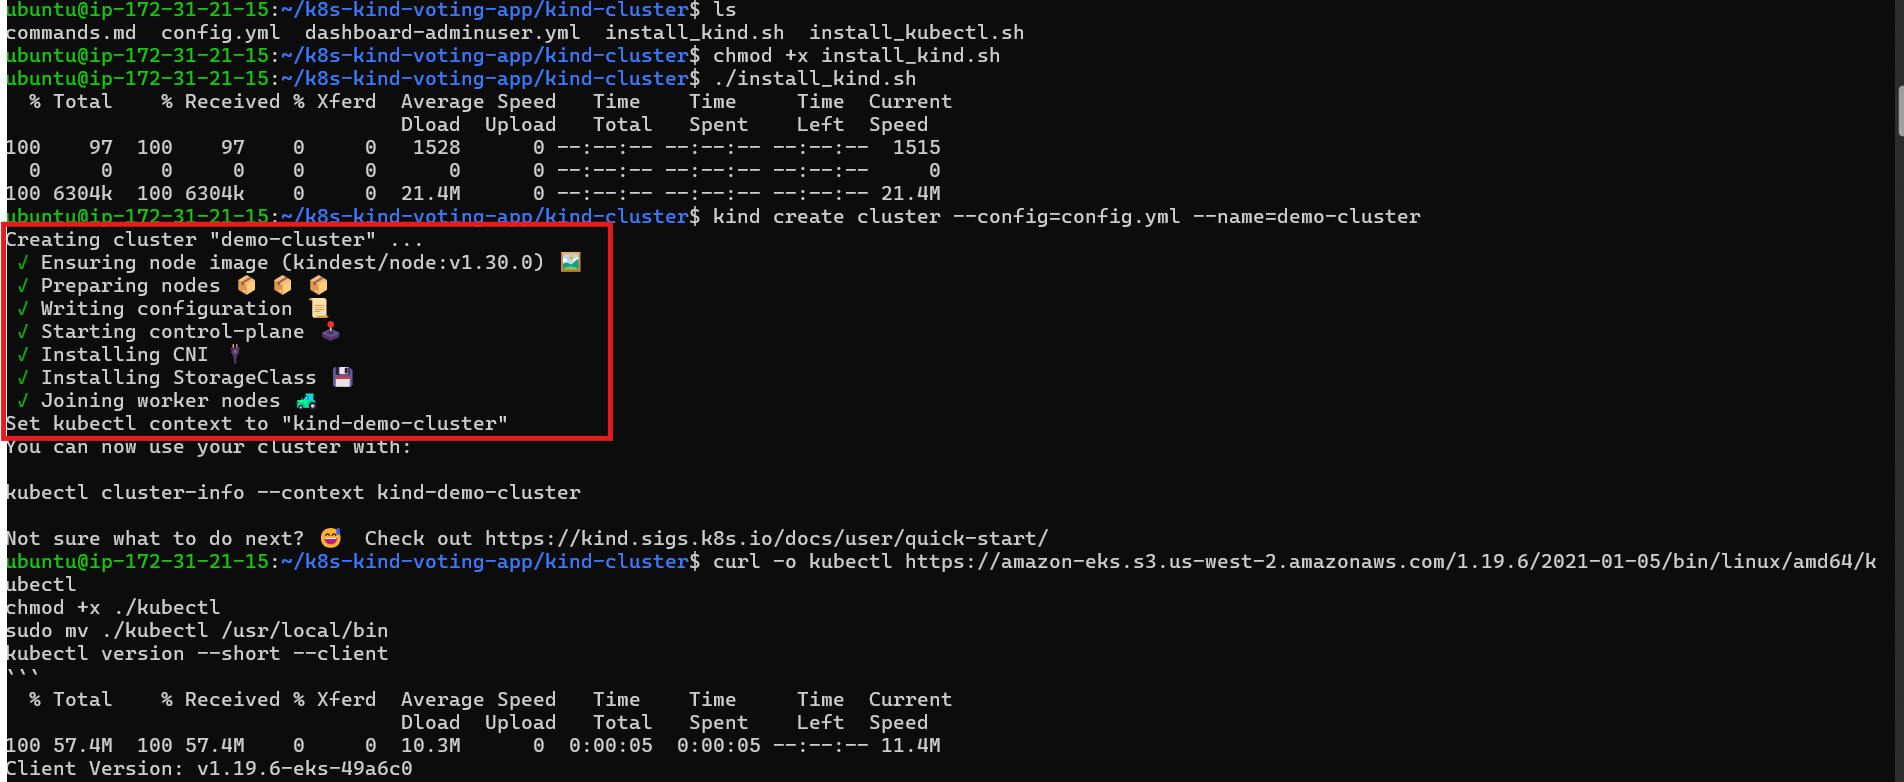 ubuntu@ip-172-31-21-15:~/k8s-kind-voting-app/kind-cluster$ ls
commands.md  config.yml  dashboard-adminuser.yml  install_kind.sh  install_kubectl.sh
ubuntu@ip-172-31-21-15:~/k8s-kind-voting-app/kind-cluster$ chmod +x install_kind.sh
ubuntu@ip-172-31-21-15:~/k8s-kind-voting-app/kind-cluster$ ./install_kind.sh
  % Total    % Received % Xferd  Average Speed   Time    Time     Time  Current
                                 Dload  Upload   Total   Spent    Left  Speed
100    97  100    97    0     0   1528      0 --:--:-- --:--:-- --:--:--  1515
  0     0    0     0    0     0      0      0 --:--:-- --:--:-- --:--:--     0
100 6304k  100 6304k    0     0  21.4M      0 --:--:-- --:--:-- --:--:-- 21.4M
ubuntu@ip-172-31-21-15:~/k8s-kind-voting-app/kind-cluster$ kind create cluster --config=config.yml --name=demo-cluster
Creating cluster "demo-cluster" ...
 ✓ Ensuring node image (kindest/node:v1.30.0) 🖼
 ✓ Preparing nodes 📦 📦 📦
 ✓ Writing configuration 📜
 ✓ Starting control-plane 🕹️
 ✓ Installing CNI 🔌
 ✓ Installing StorageClass 💾
 ✓ Joining worker nodes 🚜
Set kubectl context to "kind-demo-cluster"
You can now use your cluster with:
kubectl cluster-info --context kind-demo-cluster
Not sure what to do next? 😅  Check out https://kind.sigs.k8s.io/docs/user/quick-start/
ubuntu@ip-172-31-21-15:~/k8s-kind-voting-app/kind-cluster$ curl -o kubectl https://amazon-eks.s3.us-west-2.amazonaws.com/1.19.6/2021-01-05/bin/linux/amd64/k
ubectl
chmod +x ./kubectl
sudo mv ./kubectl /usr/local/bin
kubectl version --short --client
```
  % Total    % Received % Xferd  Average Speed   Time    Time     Time  Current
                                 Dload  Upload   Total   Spent    Left  Speed
100 57.4M  100 57.4M    0     0  10.3M      0  0:00:05  0:00:05 --:--:-- 11.4M
Client Version: v1.19.6-eks-49a6c0